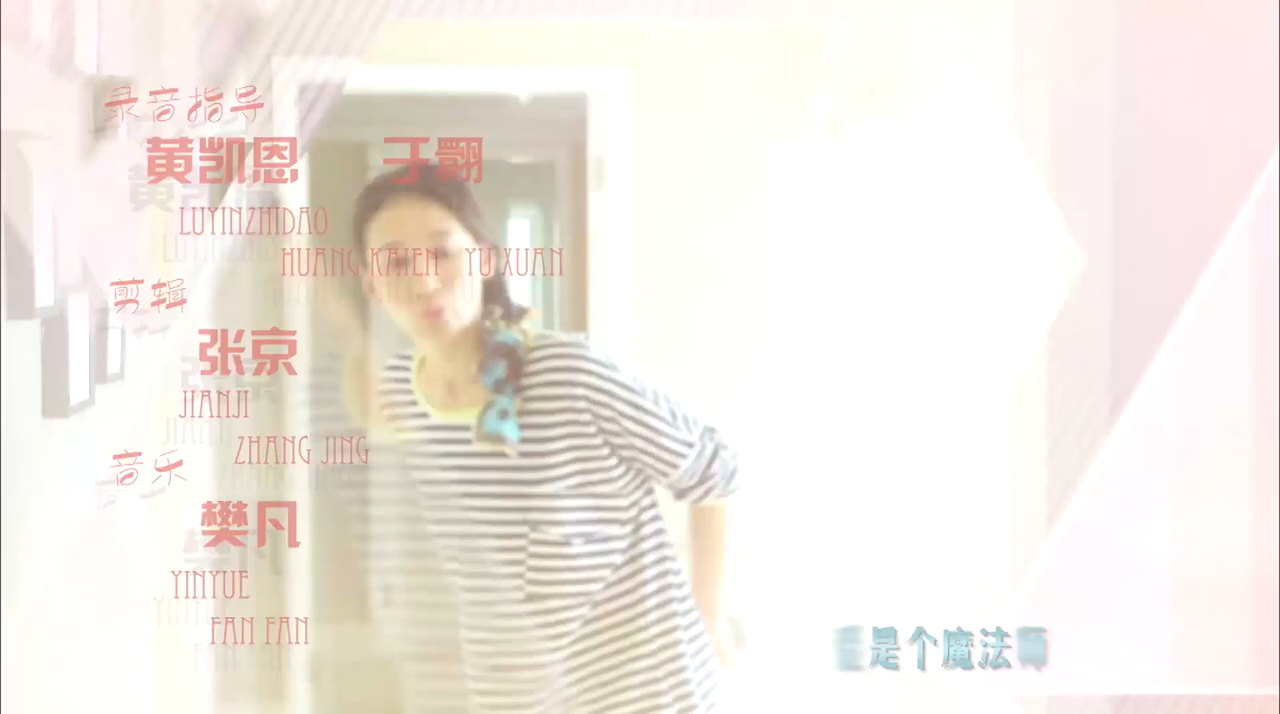 录音指导
黄凯恩 于翾
LUYINZHIDAO
HUANG KAIEN YU XUAN
剪辑
张京
JIANJI
ZHANG JING
音乐
樊凡
YINYUE
FAN FAN
是个魔法师